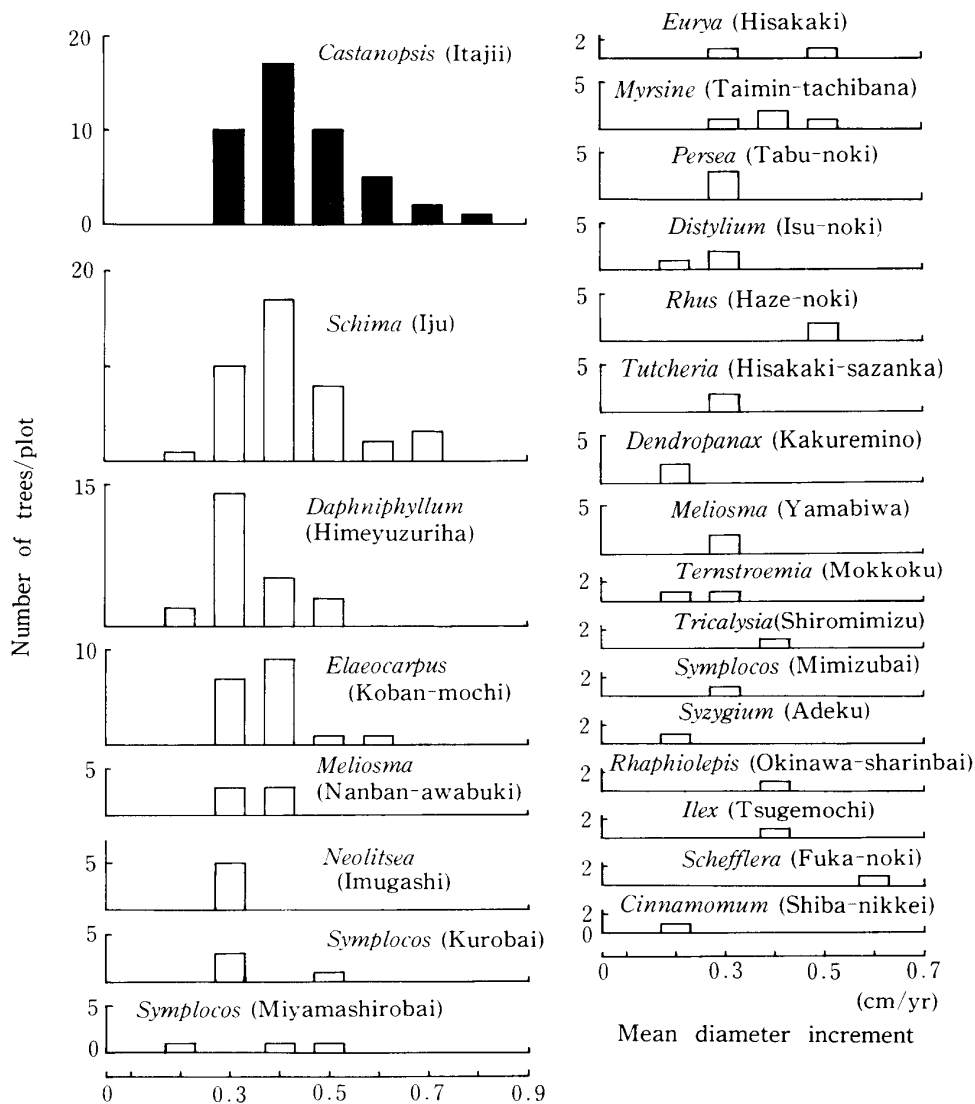 Number of trees/plot
20
10
0
Castanopsis (Itajii)
20
Schima (Iju)
15
Daphniphyllum
(Himeyuzuriha)
10
Elaeocarpus
(Koban-mochi)
5
Meliosma
(Nanban-awabuki)
5
Neolitsea
(Imugashi)
5
Symplocos (Kurobai)
5
0
Symplocos (Miyamashirobai)
0 0.3 0.5 0.7 0.9
2
Eurya (Hisakaki)
5
Myrsine (Taimin-tachibana)
5
Persea (Tabu-noki)
5
Distylium (Isu-noki)
5
Rhus (Haze-noki)
5
Tutcheria (Hisakaki-sazanka)
5
Dendropanax (Kakuremino)
5
Meliosma (Yamabiwa)
2
Ternstroemia (Mokkoku)
2
Tricalysia(Shiromimizu)
2
Symplocos (Mimizubai)
2
Syzygium (Adeku)
2
Rhaphiolepis (Okinawa-sharinbai)
2
Ilex (Tsugemochi)
2
Schefflera (Fuka-noki)
2
0
Cinnamomum (Shiba-nikkei)
0 0.3 0.5 0.7
(cm/yr)
Mean diameter increment